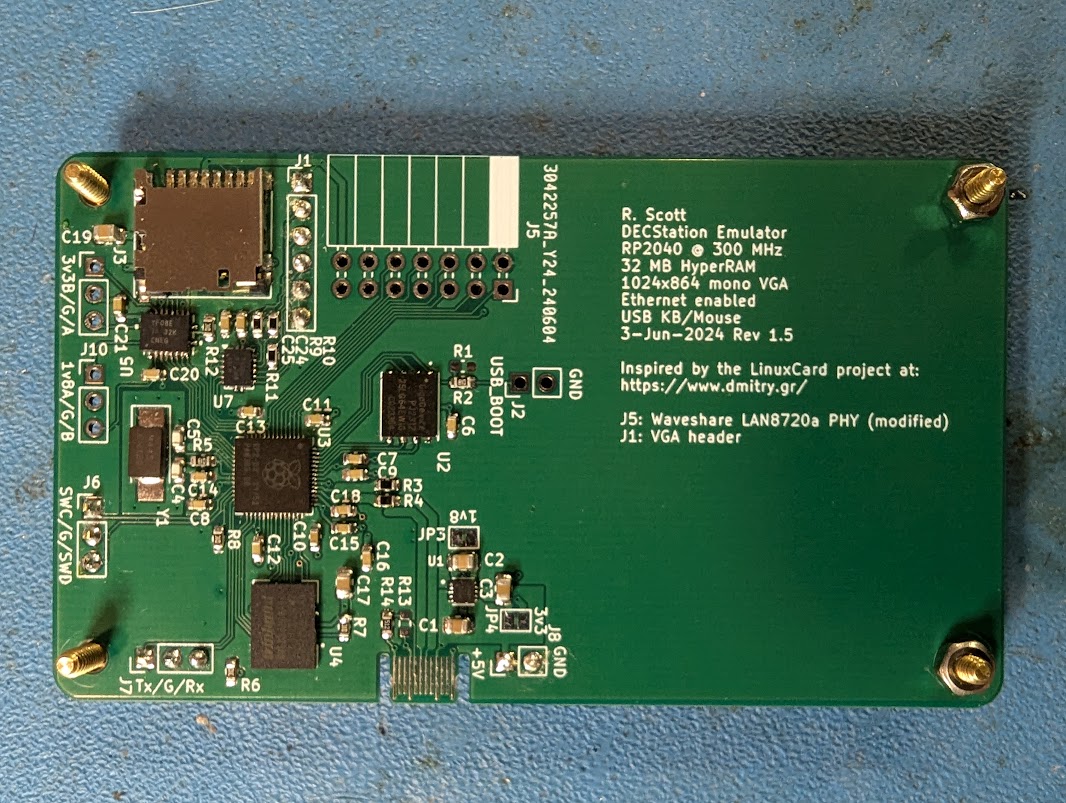 J1
3042257A_Y24_240604
J5
R. Scott
DECStation Emulator
RP2040 @ 300 MHz
32 MB HyperRAM
1024x864 mono VGA
Ethernet enabled
USB KB/Mouse
3-Jun-2024 Rev 1.5
Inspired by the LinuxCard project at:
https://www.dmitry.gr/
J5: Waveshare LAN8720a PHY (modified)
J1: VGA header
C19
J3
3v3B/G/A
C21
U5
C20
R12
U7
R11
C25
C24
R9
R10
J10
1v8A/G/B
C13
C11
U3
R1
R2
USB_BOOT
J2
GND
C6
U2
C5
R5
C4
C14
C8
Y1
C7
C9
R3
R4
C18
C15
J6
SWC/G/SWD
R8
C12
C10
C16
C17
R7
U4
R6
J7
Tx/G/Rx
1v8
JP3
U1
C2
C3
JP4
3v3
R14
R13
C1
+5V
J8
GND